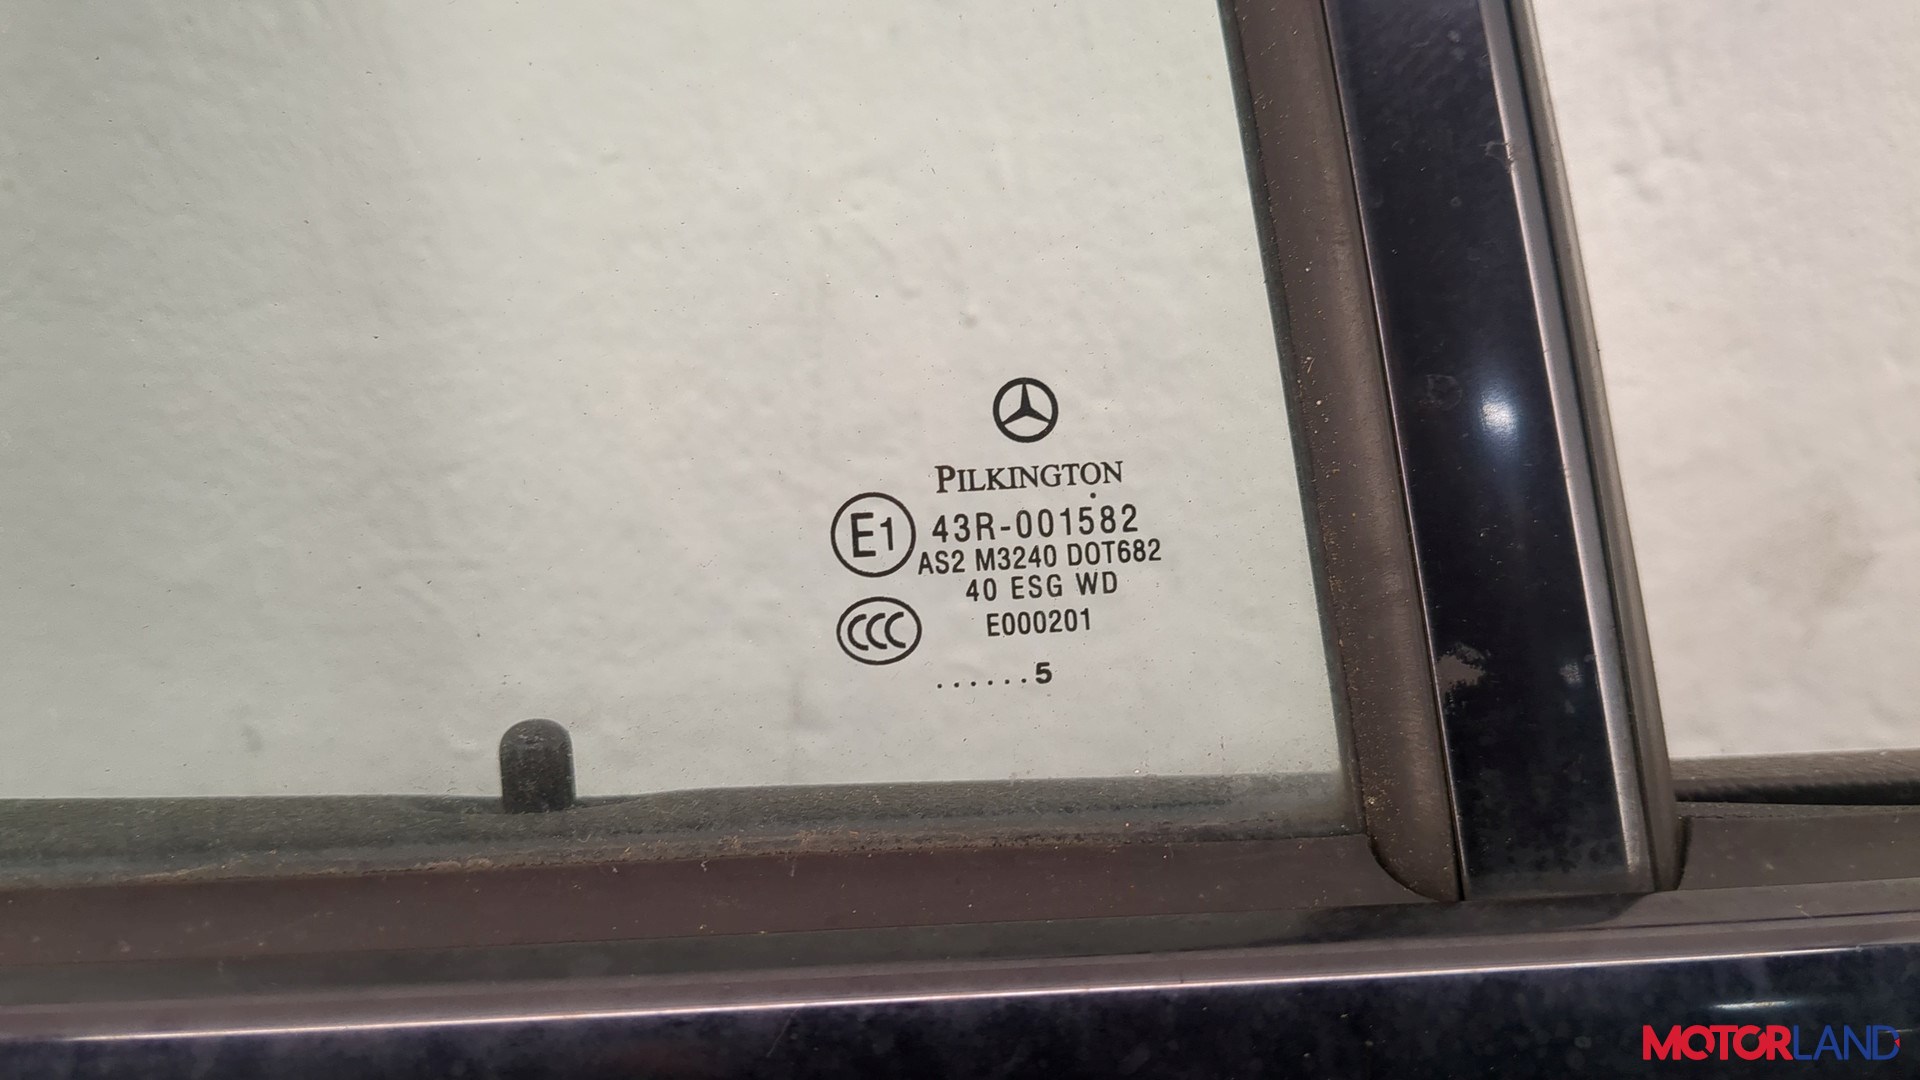 PILKINGTON
E1 43R-001582
AS2 M3240 DOT682
40 ESG WD
CCC E000201
......5
MOTORLAND